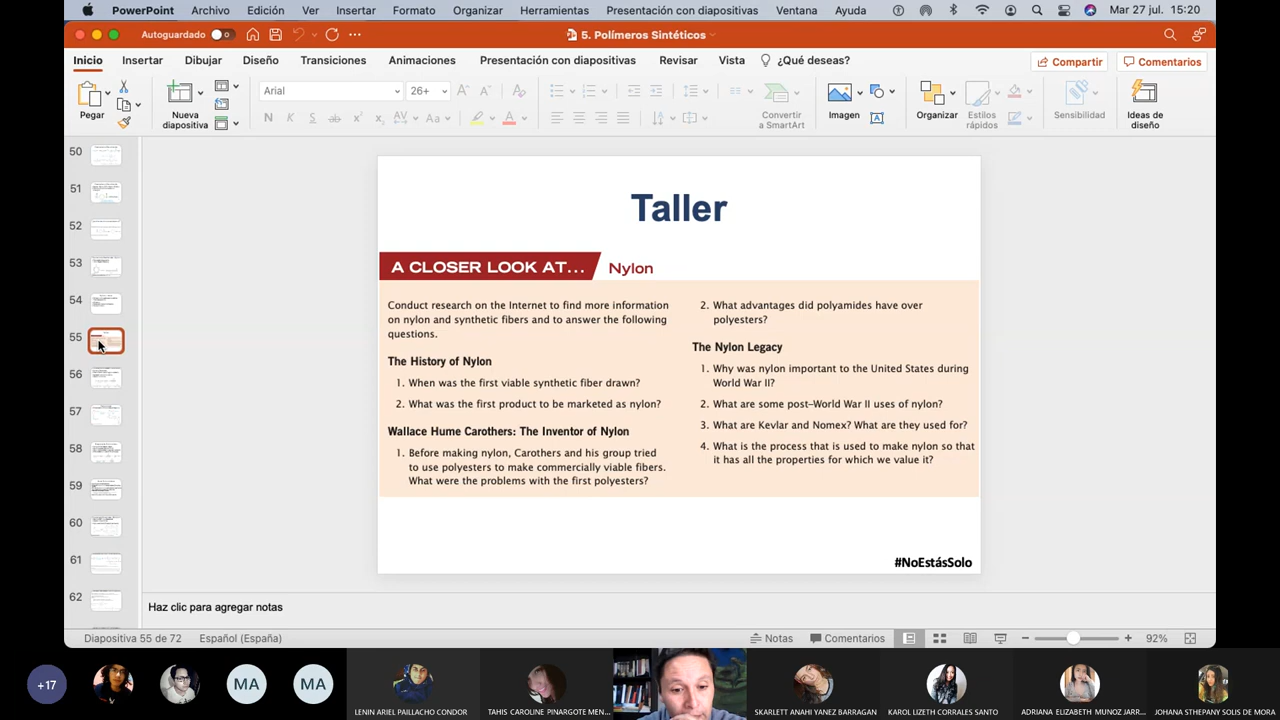 PowerPoint Archivo Edición Ver Insertar Formato Organizar Herramientas Presentación con diapositivas Ventana Ayuda Mar 27 jul. 15:20
Autoguardado 5. Polímeros Sintéticos
Inicio Insertar Dibujar Diseño Transiciones Animaciones Presentación con diapositivas Revisar Vista ¿Qué deseas? Compartir Comentarios
Arial 26+
Pegar Nueva diapositiva Convertir a SmartArt Imagen Organizar Estilos rápidos Sensibilidad Ideas de diseño
50
51
52
53
54
55
56
57
58
59
60
61
62
Taller
A CLOSER LOOK AT... Nylon
Conduct research on the Internet to find more information
on nylon and synthetic fibers and to answer the following
questions.
The History of Nylon
1. When was the first viable synthetic fiber drawn?
2. What was the first product to be marketed as nylon?
Wallace Hume Carothers: The Inventor of Nylon
1. Before making nylon, Carothers and his group tried
to use polyesters to make commercially viable fibers.
What were the problems with the first polyesters?
2. What advantages did polyamides have over
polyesters?
The Nylon Legacy
1. Why was nylon important to the United States during
World War II?
2. What are some post–World War II uses of nylon?
3. What are Kevlar and Nomex? What are they used for?
4. What is the process that is used to make nylon so that
it has all the properties for which we value it?
#NoEstásSolo
Haz clic para agregar notas
Diapositiva 55 de 72 Español (España) Notas Comentarios 92%
+17 MA MA
LENIN ARIEL PAILLACHO CONDOR
TAHIS CAROLINE PINARGOTE MEN...
SKARLETT ANAHI YANEZ BARRAGAN
KAROL LIZETH CORRALES SANTO
ADRIANA ELIZABETH MUNOZ JARR...
JOHANA STHEPANY SOLIS DE MORA